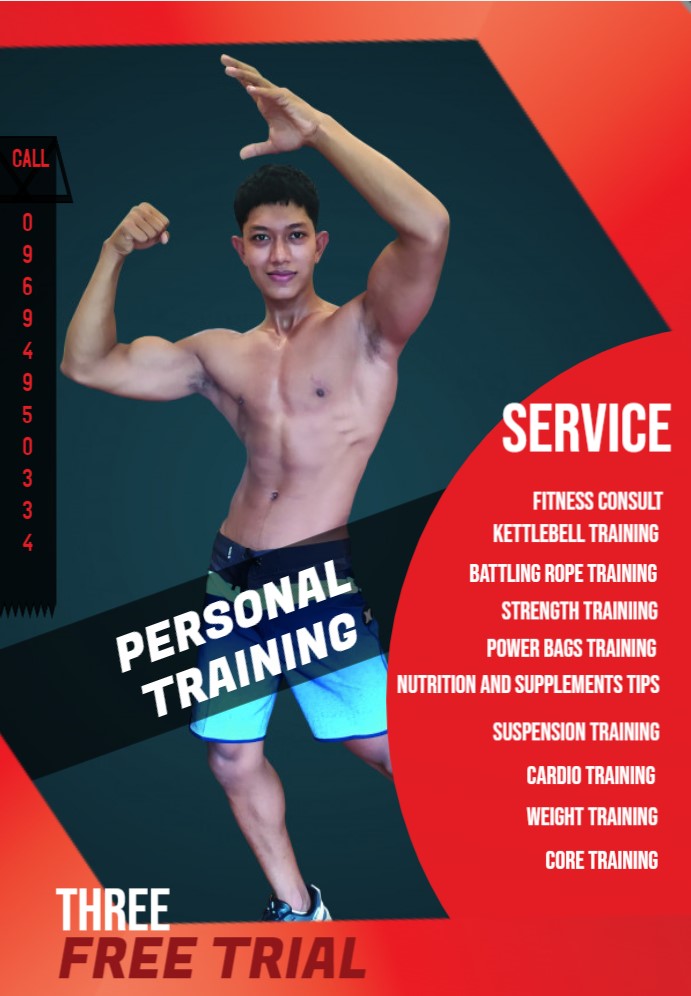 CALL
0
9
6
9
4
9
5
0
3
3
4
SERVICE
FITNESS CONSULT
KETTLEBELL TRAINING
BATTLING ROPE TRAINING
STRENGTH TRAINIING
POWER BAGS TRAINING
NUTRITION AND SUPPLEMENTS TIPS
SUSPENSION TRAINING
CARDIO TRAINING
WEIGHT TRAINING
CORE TRAINING
PERSONAL
TRAINING
THREE
FREE TRIAL